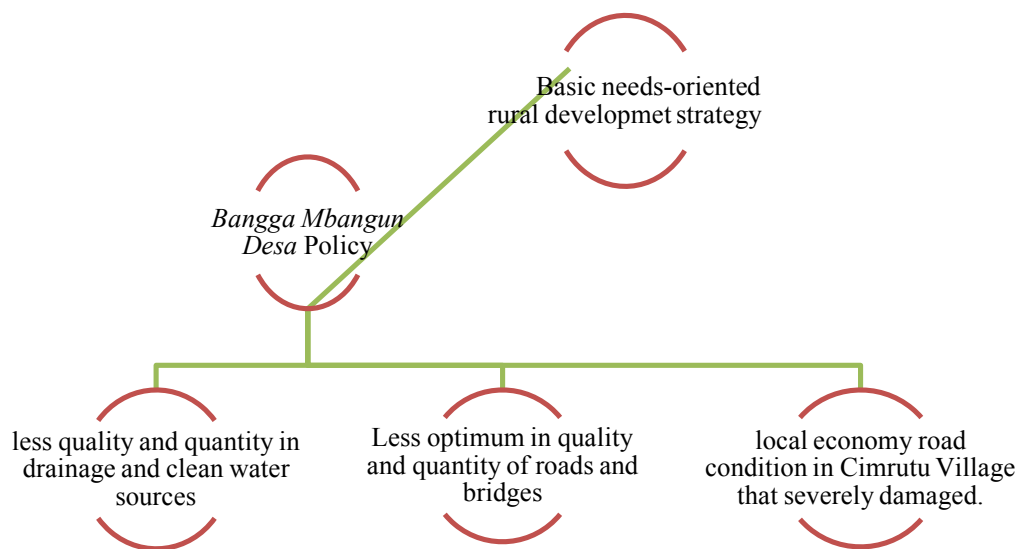 Basic needs-oriented
rural developmet strategy
Bangga Mbangun
Desa Policy
less quality and quantity in
drainage and clean water
sources
Less optimum in quality
and quantity of roads and
bridges
local economy road
condition in Cimrutu Village
that severely damaged.